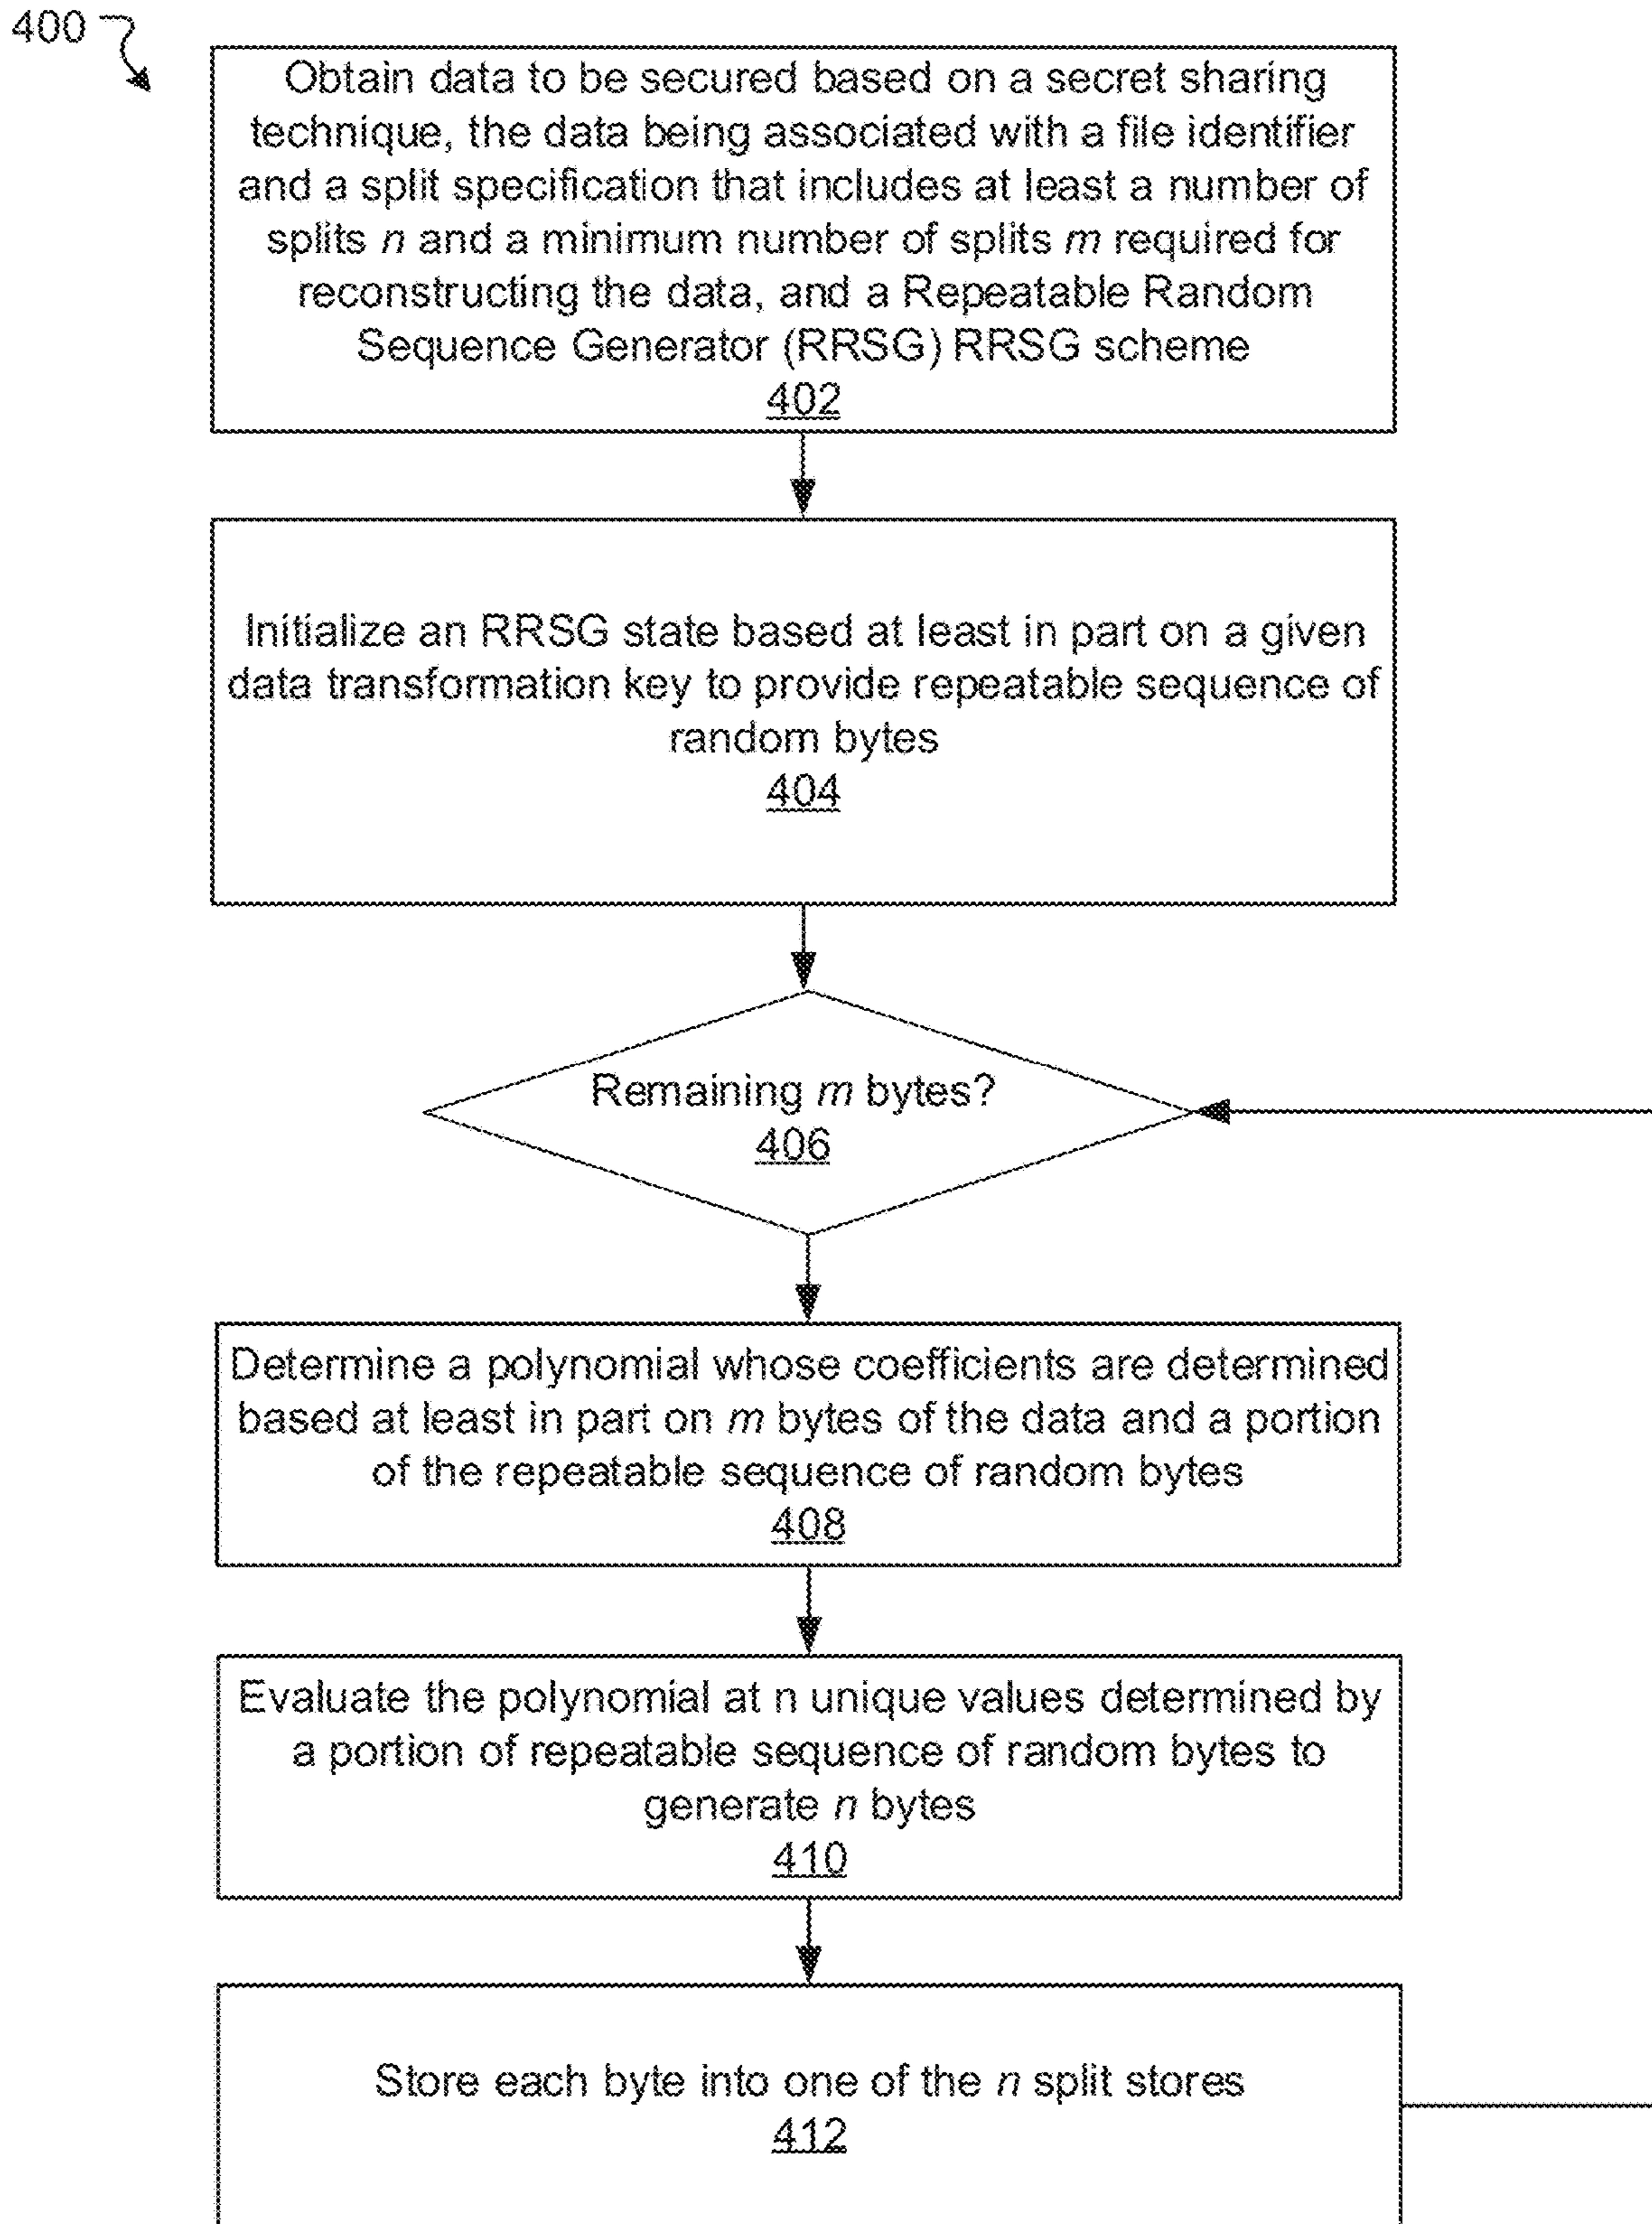 400
Obtain data to be secured based on a secret sharing
technique, the data being associated with a file identifier
and a split specification that includes at least a number of
splits n and a minimum number of splits m required for
reconstructing the data, and a Repeatable Random
Sequence Generator (RRSG) RRSG scheme
402
Initialize an RRSG state based at least in part on a given
data transformation key to provide repeatable sequence of
random bytes
404
Remaining m bytes?
406
Determine a polynomial whose coefficients are determined
based at least in part on m bytes of the data and a portion
of the repeatable sequence of random bytes
408
Evaluate the polynomial at n unique values determined by
a portion of repeatable sequence of random bytes to
generate n bytes
410
Store each byte into one of the n split stores
412